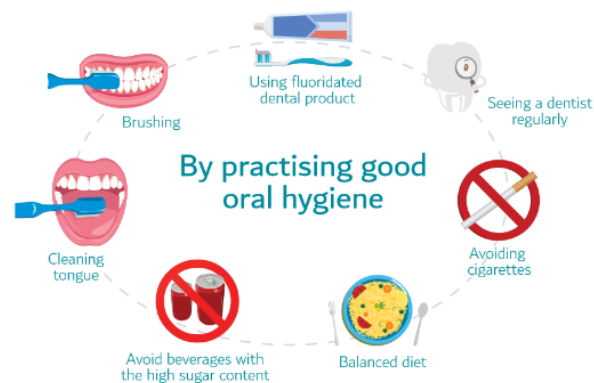 Using fluoridated
dental product
Brushing
Seeing a dentist
regularly
By practising good
oral hygiene
Cleaning
tongue
Avoiding
cigarettes
Avoid beverages with
the high sugar content
Balanced diet